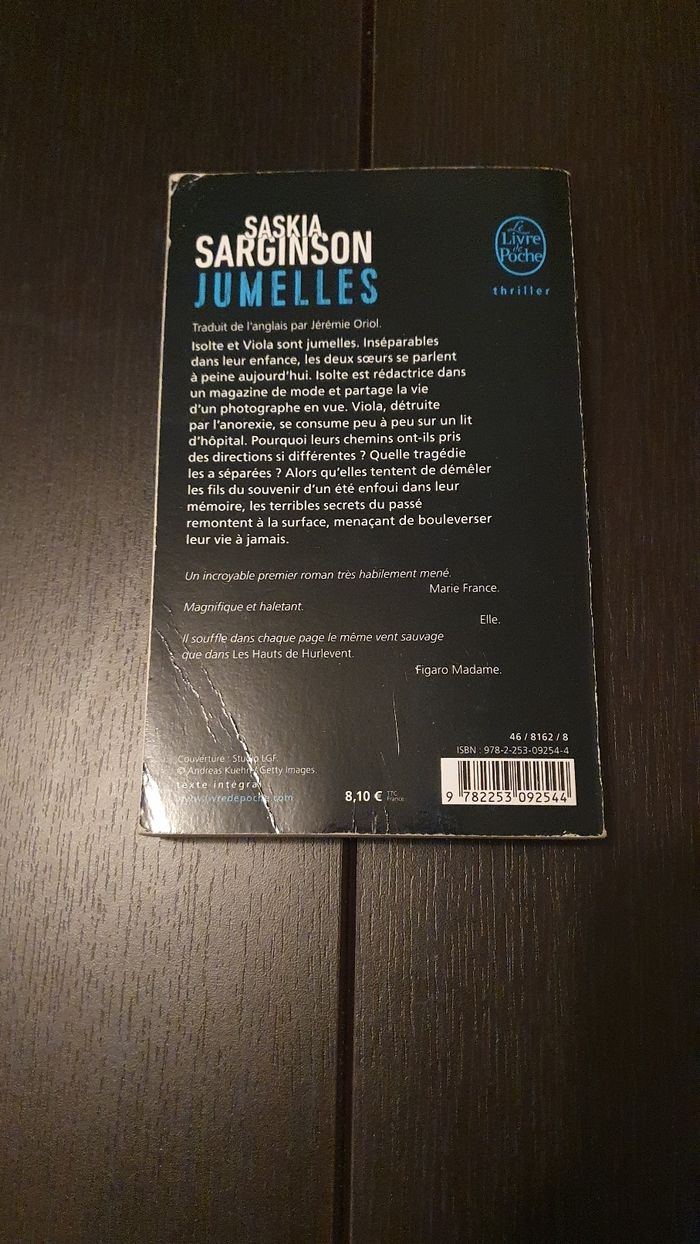 SASKIA
SARGINSON
JUMELLES
Le
Livre
de
Poche
thriller
Traduit de l'anglais par Jérémie Oriol.
Isolte et Viola sont jumelles. Inséparables
dans leur enfance, les deux sœurs se parlent
à peine aujourd'hui. Isolte est rédactrice dans
un magazine de mode et partage la vie
d'un photographe en vue. Viola, détruite
par l'anorexie, se consume peu à peu sur un lit
d'hôpital. Pourquoi leurs chemins ont-ils pris
des directions si différentes ? Quelle tragédie
les a séparées ? Alors qu'elles tentent de démêler
les fils du souvenir d'un été enfoui dans leur
mémoire, les terribles secrets du passé
remontent à la surface, menaçant de bouleverser
leur vie à jamais.
Un incroyable premier roman très habilement mené.
Marie France.
Magnifique et haletant.
Elle.
Il souffle dans chaque page le même vent sauvage
que dans Les Hauts de Hurlevent.
Figaro Madame.
Couverture : Studio LGF.
© Andreas Kuehn / Getty Images.
texte intégral
www.livredepoche.com
8,10 € TTC France
46 / 8162 / 8
ISBN : 978-2-253-09254-4
9 782253 092544